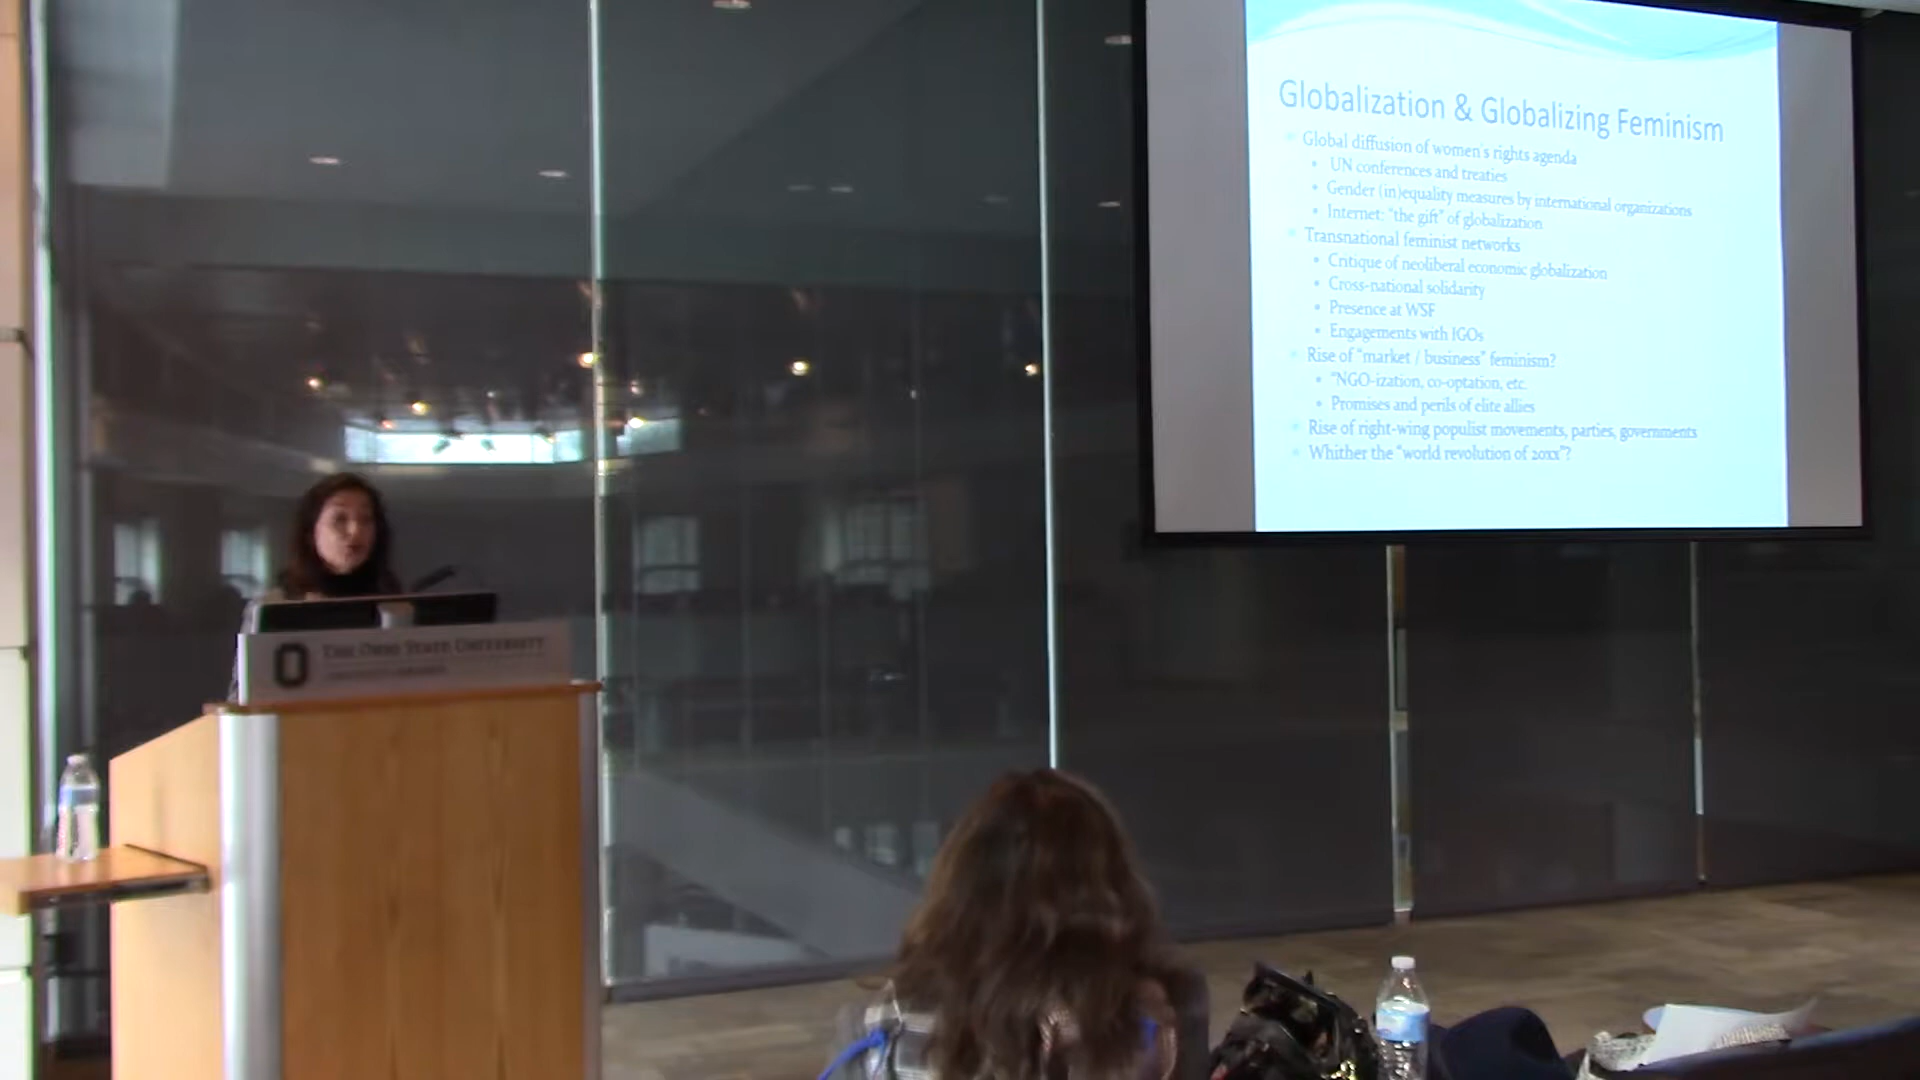 Globalization & Globalizing Feminism
Global diffusion of women's rights agenda
UN conferences and treaties
Gender (in)equality measures by international organizations
Internet: "the gift" of globalization
Transnational feminist networks
Critique of neoliberal economic globalization
Cross-national solidarity
Presence at WSF
Engagements with IGOs
Rise of "market / business" feminism?
"NGO-ization, co-optation, etc.
Promises and perils of elite allies
Rise of right-wing populist movements, parties, governments
Whither the "world revolution of 20xx"?
THE OHIO STATE UNIVERSITY